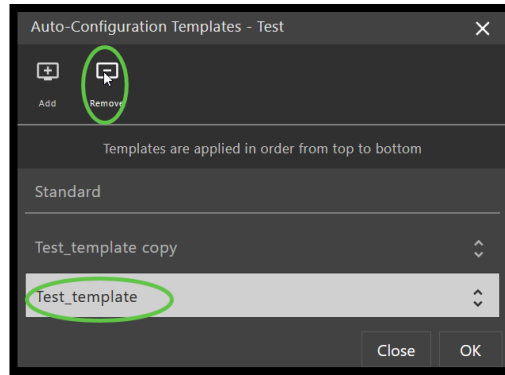 Auto-Configuration Templates - Test
Add Remove
Templates are applied in order from top to bottom
Standard
Test_template copy
Test_template
Close OK